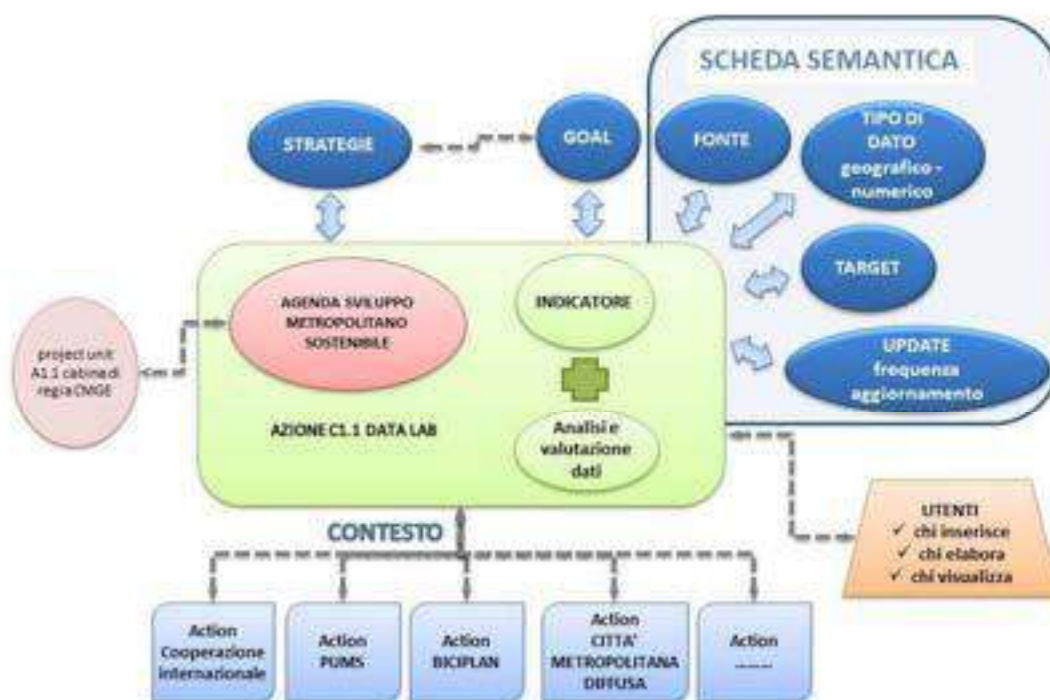 SCHEDA SEMANTICA
STRATEGIE
GOAL
FONTE
TIPO DI
DATO
geografico -
numerico
TARGET
UPDATE
frequenza
aggiornamento
AGENDA SVILUPPO
METROPOLITANO
SOSTENIBILE
INDICATORE
project unit
A1.1 cabina di
regia CMGE
AZIONE C1.1 DATA LAB
Analisi e
valutazione
dati
CONTESTO
UTENTI
✓ chi inserisce
✓ chi elabora
✓ chi visualizza
Action
Cooperazione
internazionale
Action
PUMS
Action
BICIPLAN
Action
CITTA'
METROPOLITANA
DIFFUSA
Action
..........